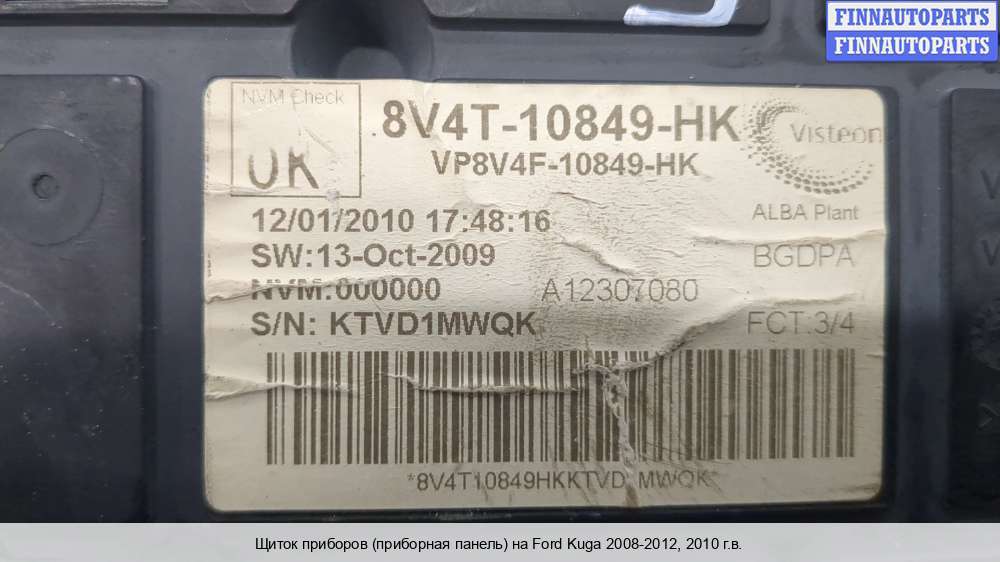 FINNAUTOPARTS
FINNAUTOPARTS
NVM Check
OK
8V4T-10849-HK
VP8V4F-10849-HK
Visteon
ALBA Plant
12/01/2010 17:48:16
SW:13-Oct-2009
BGDPA
NVM:000000
A12307080
S/N: KTVD1MWQK
FCT:3/4
*8V4T10849HKKTVD MWQK*
Щиток приборов (приборная панель) на Ford Kuga 2008-2012, 2010 г.в.